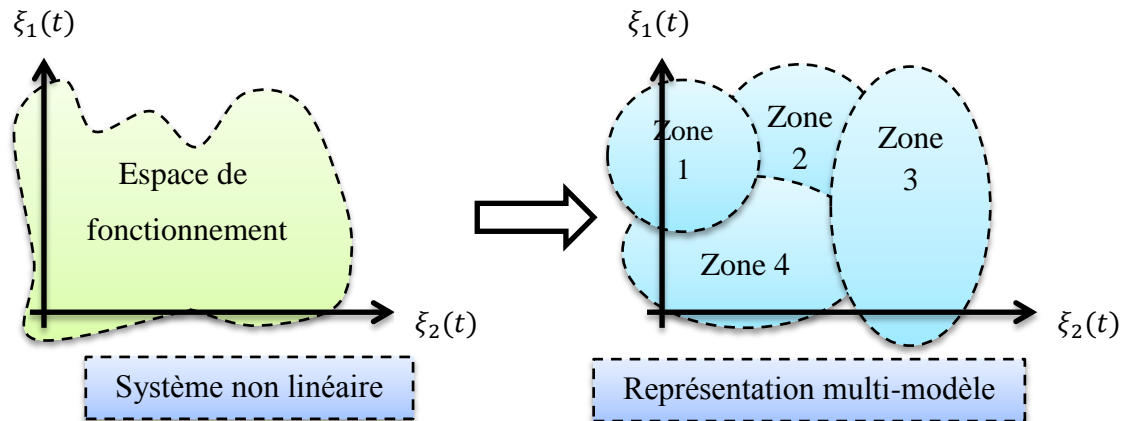 ξ₁(t)
Espace de
fonctionnement
ξ₂(t)
Système non linéaire
ξ₁(t)
Zone
1
Zone
2
Zone
3
Zone 4
ξ₂(t)
Représentation multi-modèle